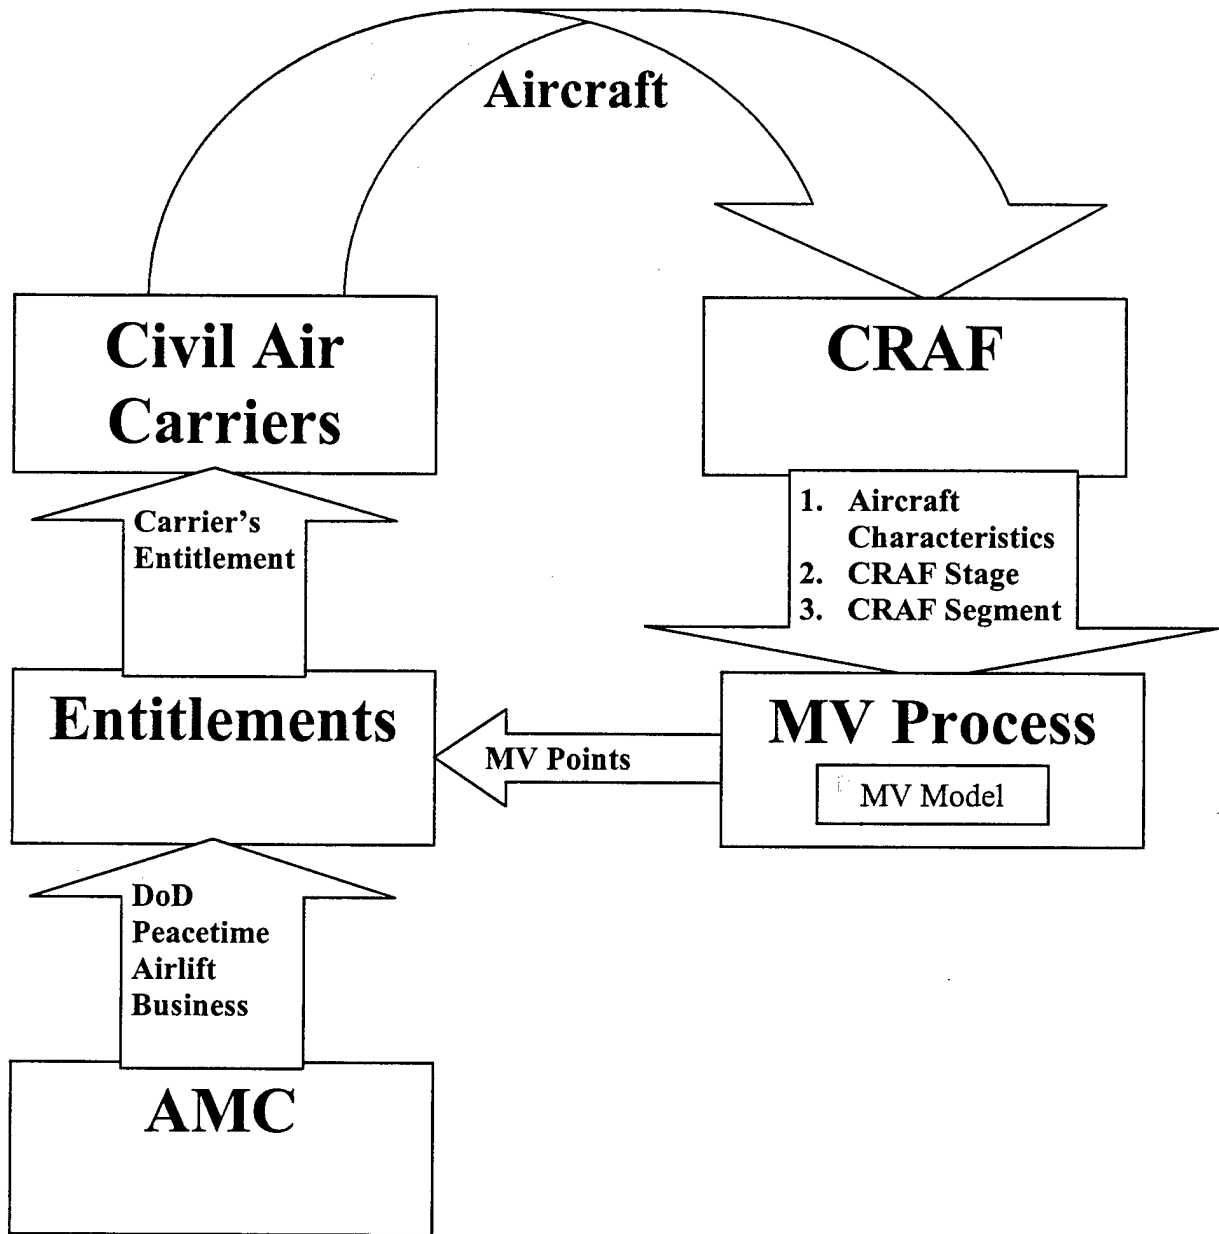 Aircraft
Civil Air
Carriers
CRAF
Carrier's
Entitlement
1. Aircraft
Characteristics
2. CRAF Stage
3. CRAF Segment
Entitlements
MV Points
MV Process
MV Model
DoD
Peacetime
Airlift
Business
AMC